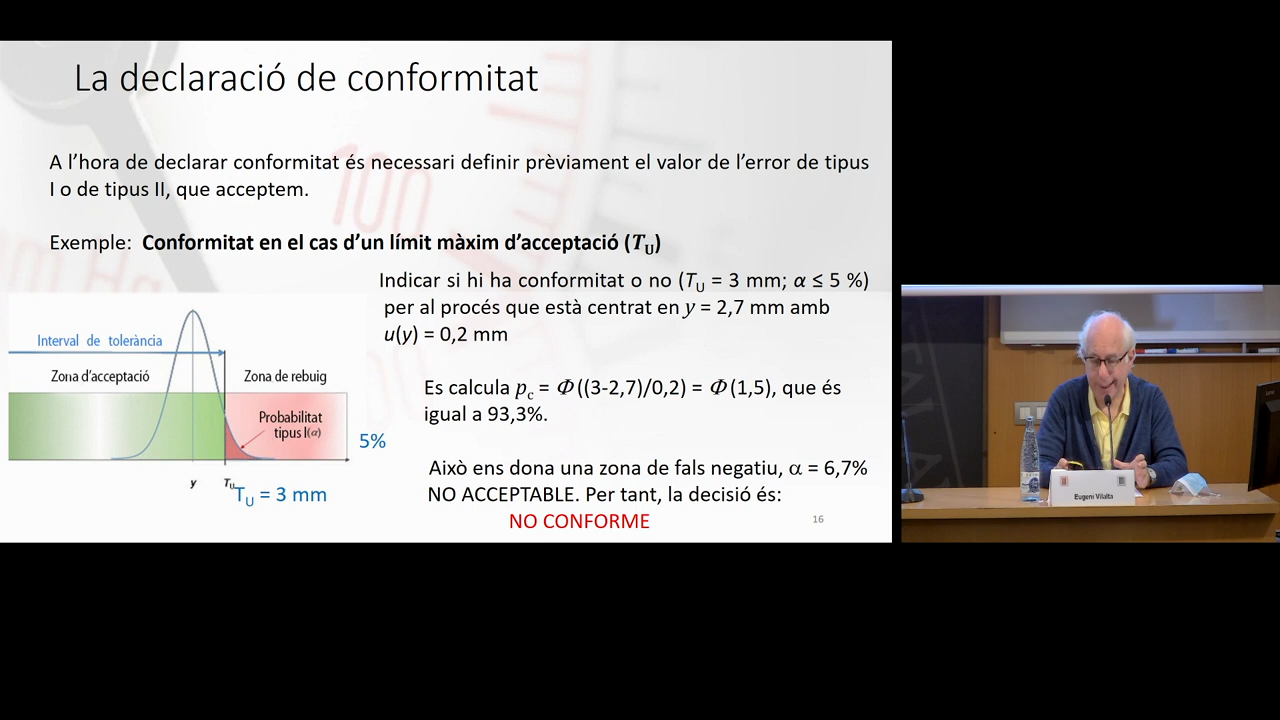 La declaració de conformitat
A l’hora de declarar conformitat és necessari definir prèviament el valor de l’error de tipus
I o de tipus II, que acceptem.
Exemple: Conformitat en el cas d’un límit màxim d’acceptació (TU)
Indicar si hi ha conformitat o no (TU = 3 mm; α ≤ 5 %)
per al procés que està centrat en y = 2,7 mm amb
u(y) = 0,2 mm
Interval de tolerància
Zona d’acceptació
Zona de rebuig
Probabilitat
tipus I(α)
5%
y
TU
TU = 3 mm
Es calcula pc = Φ((3-2,7)/0,2) = Φ(1,5), que és
igual a 93,3%.
Això ens dona una zona de fals negatiu, α = 6,7%
NO ACCEPTABLE. Per tant, la decisió és:
NO CONFORME
16
100
Eugeni Vilalta